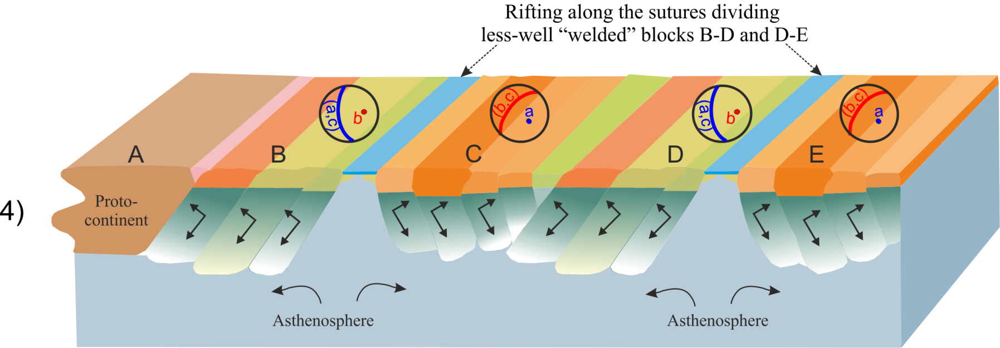 Rifting along the sutures dividing
less-well “welded” blocks B-D and D-E
(a,c)
b
(b,c)
a
(a,c)
b
(b,c)
a
A
B
C
D
E
4)
Proto-
continent
Asthenosphere
Asthenosphere